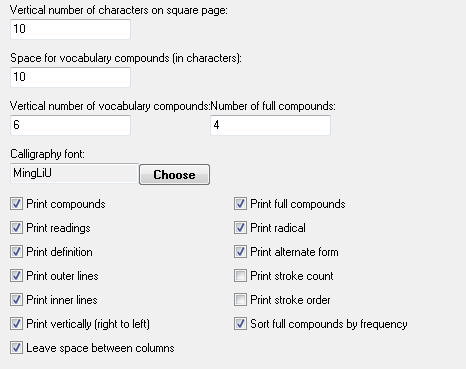 Vertical number of characters on square page:
10
Space for vocabulary compounds (in characters):
10
Vertical number of vocabulary compounds: Number of full compounds:
6 4
Calligraphy font:
MingLiU Choose
Print compounds Print full compounds
Print readings Print radical
Print definition Print alternate form
Print outer lines Print stroke count
Print inner lines Print stroke order
Print vertically (right to left) Sort full compounds by frequency
Leave space between columns